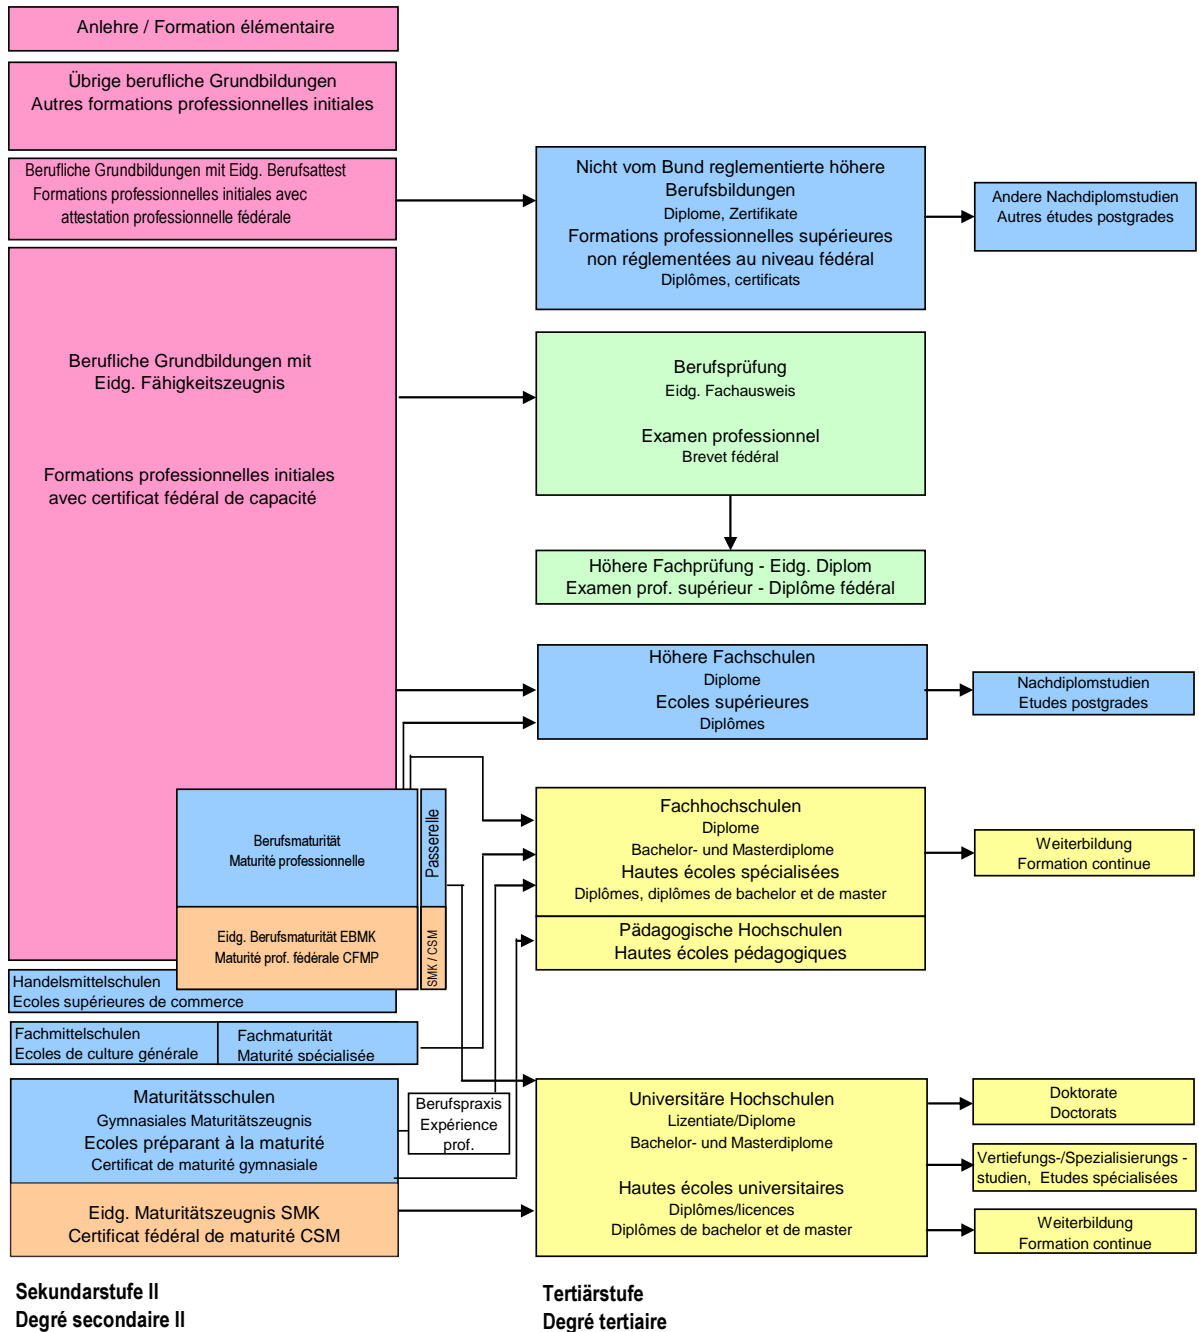 Anlehre / Formation élémentaire
Übrige berufliche Grundbildungen
Autres formations professionnelles initiales
Berufliche Grundbildungen mit Eidg. Berufsattest
Formations professionnelles initiales avec
attestation professionnelle fédérale
Berufliche Grundbildungen mit
Eidg. Fähigkeitszeugnis
Formations professionnelles initiales
avec certificat fédéral de capacité
Berufsmaturität
Maturité professionnelle
Passerelle
Eidg. Berufsmaturität EBMK
Maturité prof. fédérale CFMP
SMK / CSM
Handelsmittelschulen
Ecoles supérieures de commerce
Fachmittelschulen
Ecoles de culture générale
Fachmaturität
Maturité spécialisée
Maturitätsschulen
Gymnasiales Maturitätszeugnis
Ecoles préparant à la maturité
Certificat de maturité gymnasiale
Eidg. Maturitätszeugnis SMK
Certificat fédéral de maturité CSM
Berufspraxis
Expérience
prof.
Sekundarstufe II
Degré secondaire II
Nicht vom Bund reglementierte höhere
Berufsbildungen
Diplome, Zertifikate
Formations professionnelles supérieures
non réglementées au niveau fédéral
Diplômes, certificats
Berufsprüfung
Eidg. Fachausweis
Examen professionnel
Brevet fédéral
Höhere Fachprüfung - Eidg. Diplom
Examen prof. supérieur - Diplôme fédéral
Höhere Fachschulen
Diplome
Ecoles supérieures
Diplômes
Fachhochschulen
Diplome
Bachelor- und Masterdiplome
Hautes écoles spécialisées
Diplômes, diplômes de bachelor et de master
Pädagogische Hochschulen
Hautes écoles pédagogiques
Universitäre Hochschulen
Lizentiate/Diplome
Bachelor- und Masterdiplome
Hautes écoles universitaires
Diplômes/licences
Diplômes de bachelor et de master
Tertiärstufe
Degré tertiaire
Andere Nachdiplomstudien
Autres études postgrades
Nachdiplomstudien
Etudes postgrades
Weiterbildung
Formation continue
Doktorate
Doctorats
Vertiefungs-/Spezialisierungs -
studien, Etudes spécialisées
Weiterbildung
Formation continue